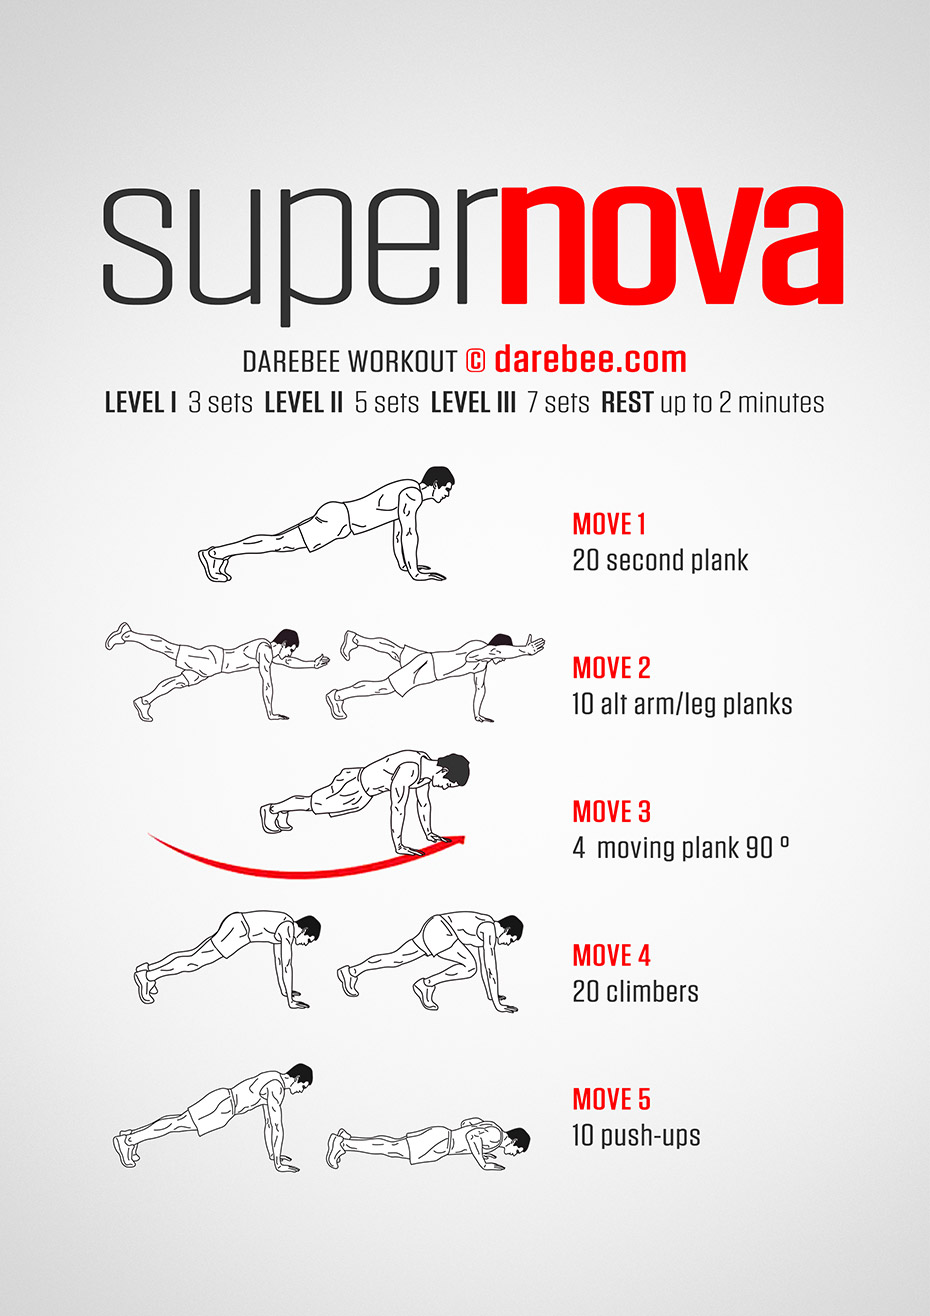 supernova
DAREBEE WORKOUT © darebee.com
LEVEL I 3 sets LEVEL II 5 sets LEVEL III 7 sets REST up to 2 minutes
MOVE 1
20 second plank
MOVE 2
10 alt arm/leg planks
MOVE 3
4 moving plank 90 º
MOVE 4
20 climbers
MOVE 5
10 push-ups